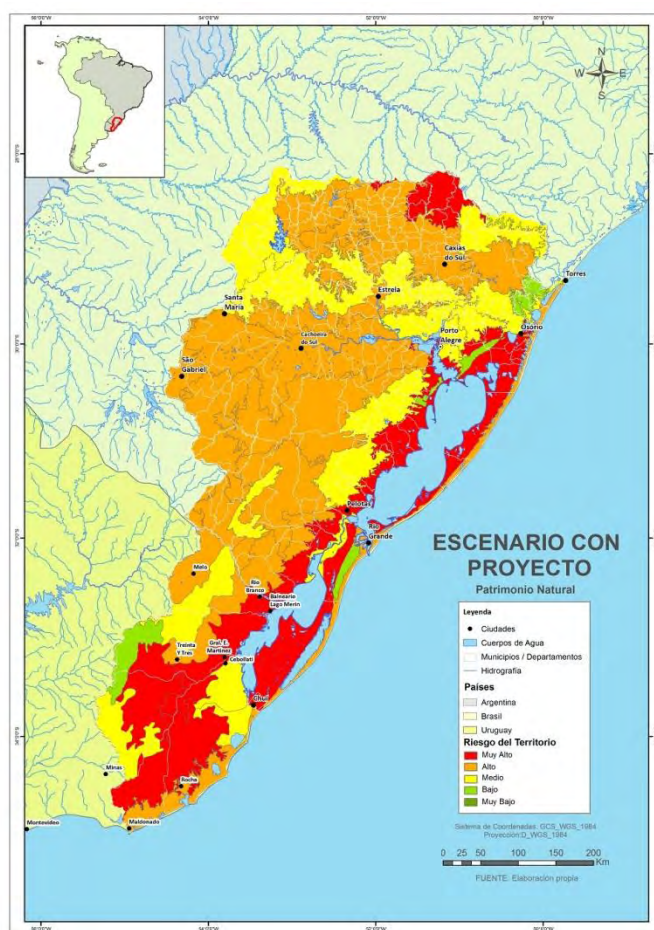 N
W E
S
Caxias
do Sul
Torres
Estrela
Santa
Maria
Osorio
Porto
Alegre
Cachoeira
do Sul
São
Gabriel
Pelotas
Rio
Grande
ESCENARIO CON
PROYECTO
Patrimonio Natural
Melo
Rio
Branco
Balneario
Lago Merin
Leyenda
Ciudades
Cuerpos de Agua
Municipios / Departamentos
Hidrografía
Treinta
Y Tres
Gral. E.
Martinez
Cebollati
Países
Argentina
Brasil
Uruguay
Chuí
Riesgo del Territorio
Muy Alto
Alto
Medio
Bajo
Muy Bajo
Minas
Rocha
Montevideo
Maldonado
Sistema de Coordenadas: GCS_WGS_1984
Proyección:D_WGS_1984
0 25 50 100 150 200
Km
FUENTE: Elaboración propia